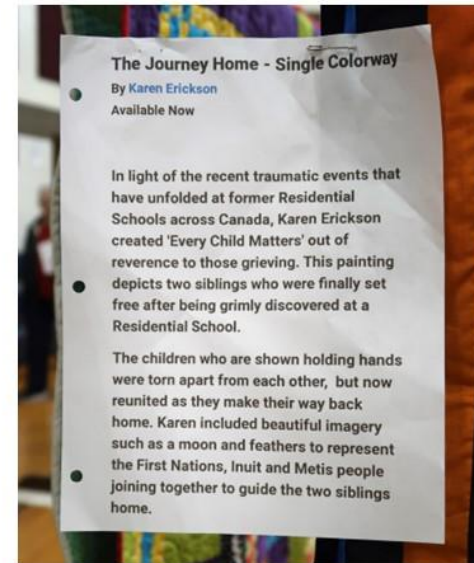 The Journey Home - Single Colorway
By Karen Erickson
Available Now
In light of the recent traumatic events that
have unfolded at former Residential
Schools across Canada, Karen Erickson
created 'Every Child Matters' out of
reverence to those grieving. This painting
depicts two siblings who were finally set
free after being grimly discovered at a
Residential School.
The children who are shown holding hands
were torn apart from each other, but now
reunited as they make their way back
home. Karen included beautiful imagery
such as a moon and feathers to represent
the First Nations, Inuit and Metis people
joining together to guide the two siblings
home.